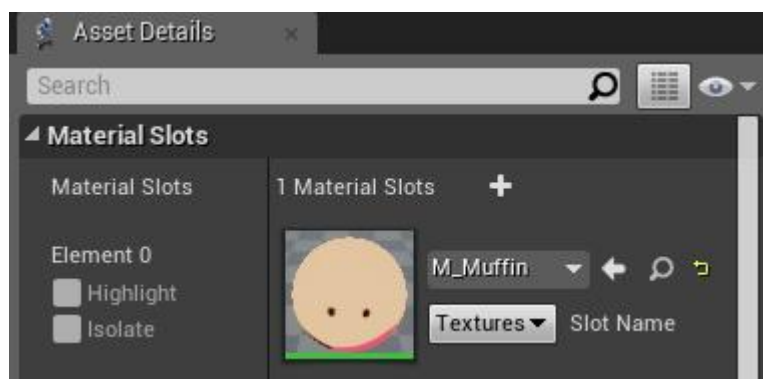 Asset Details
Search
Material Slots
Material Slots 1 Material Slots
Element 0
M_Muffin
Highlight
Isolate
Textures Slot Name